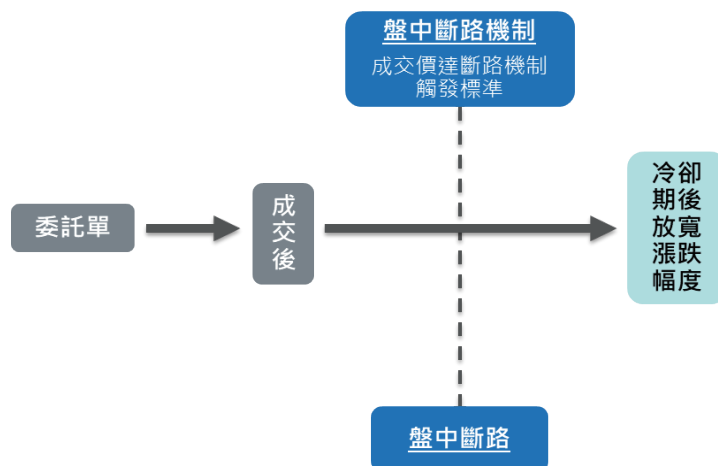 盤中斷路機制
成交價達斷路機制
觸發標準
委託單
成
交
後
冷卻
期後
放寬
漲跌
幅度
盤中斷路